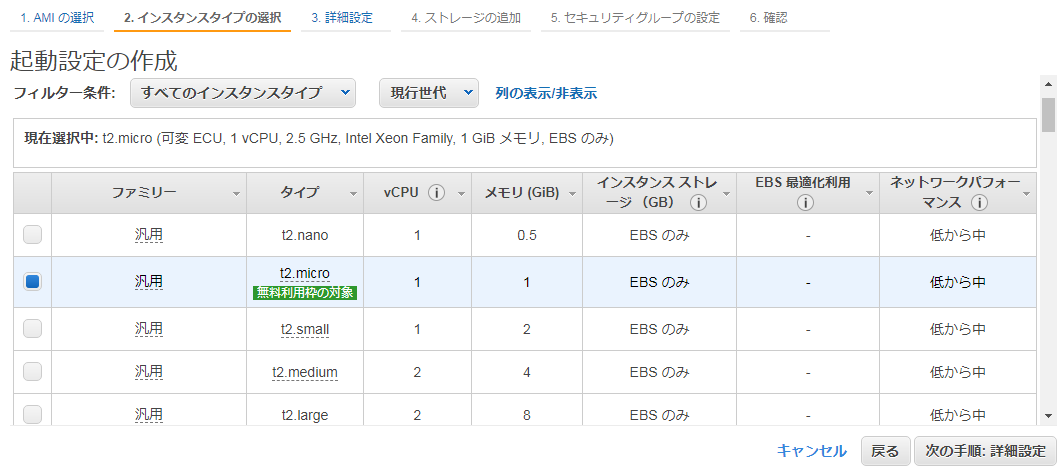 1. AMI の選択 2. インスタンスタイプの選択 3. 詳細設定 4. ストレージの追加 5. セキュリティグループの設定 6. 確認
起動設定の作成
フィルター条件: すべてのインスタンスタイプ 現行世代 列の表示/非表示
現在選択中: t2.micro (可変 ECU, 1 vCPU, 2.5 GHz, Intel Xeon Family, 1 GiB メモリ, EBS のみ)
ファミリー タイプ vCPU i メモリ (GiB) インスタンス ストレージ (GB) i EBS 最適化利用 i ネットワークパフォーマンス i
汎用 t2.nano 1 0.5 EBS のみ - 低から中
汎用 t2.micro 無料利用枠の対象 1 1 EBS のみ - 低から中
汎用 t2.small 1 2 EBS のみ - 低から中
汎用 t2.medium 2 4 EBS のみ - 低から中
汎用 t2.large 2 8 EBS のみ - 低から中
キャンセル 戻る 次の手順: 詳細設定